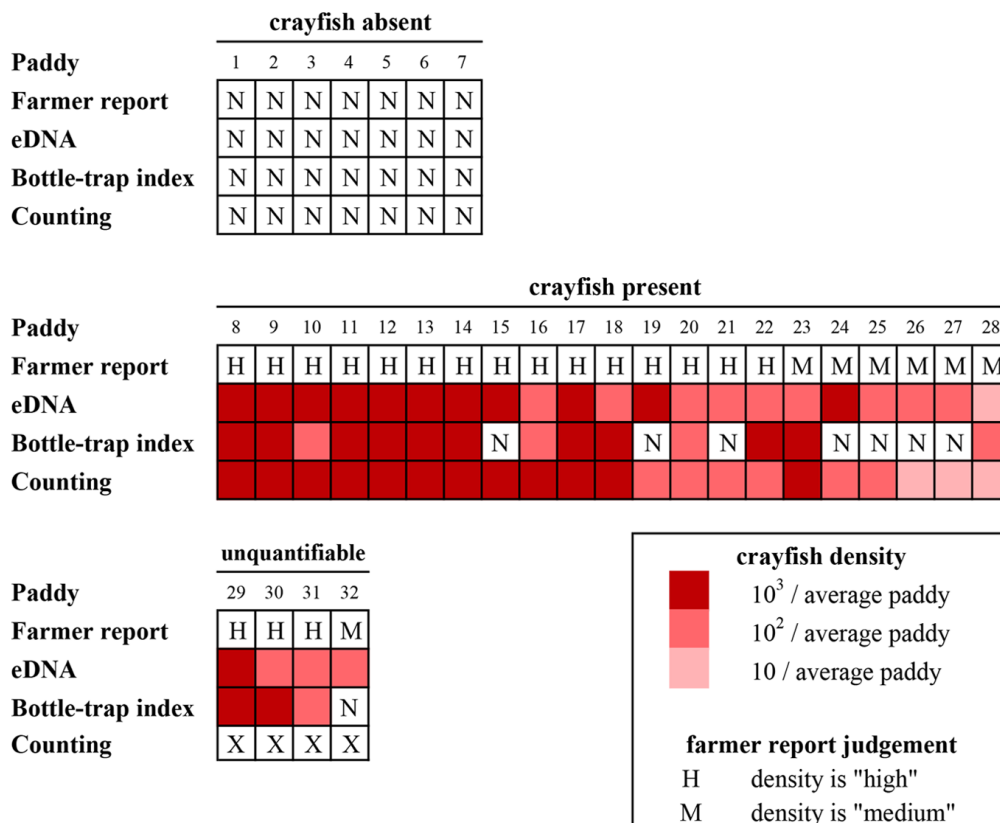 crayfish absent
Paddy 1 2 3 4 5 6 7
Farmer report N N N N N N N
eDNA N N N N N N N
Bottle-trap index N N N N N N N
Counting N N N N N N N
crayfish present
Paddy 8 9 10 11 12 13 14 15 16 17 18 19 20 21 22 23 24 25 26 27 28
Farmer report H H H H H H H H H H H H H H H M M M M M M
eDNA
Bottle-trap index N N N N N N N
Counting
unquantifiable
Paddy 29 30 31 32
Farmer report H H H M
eDNA
Bottle-trap index N
Counting X X X X
crayfish density
10³ / average paddy
10² / average paddy
10 / average paddy
farmer report judgement
H density is "high"
M density is "medium"